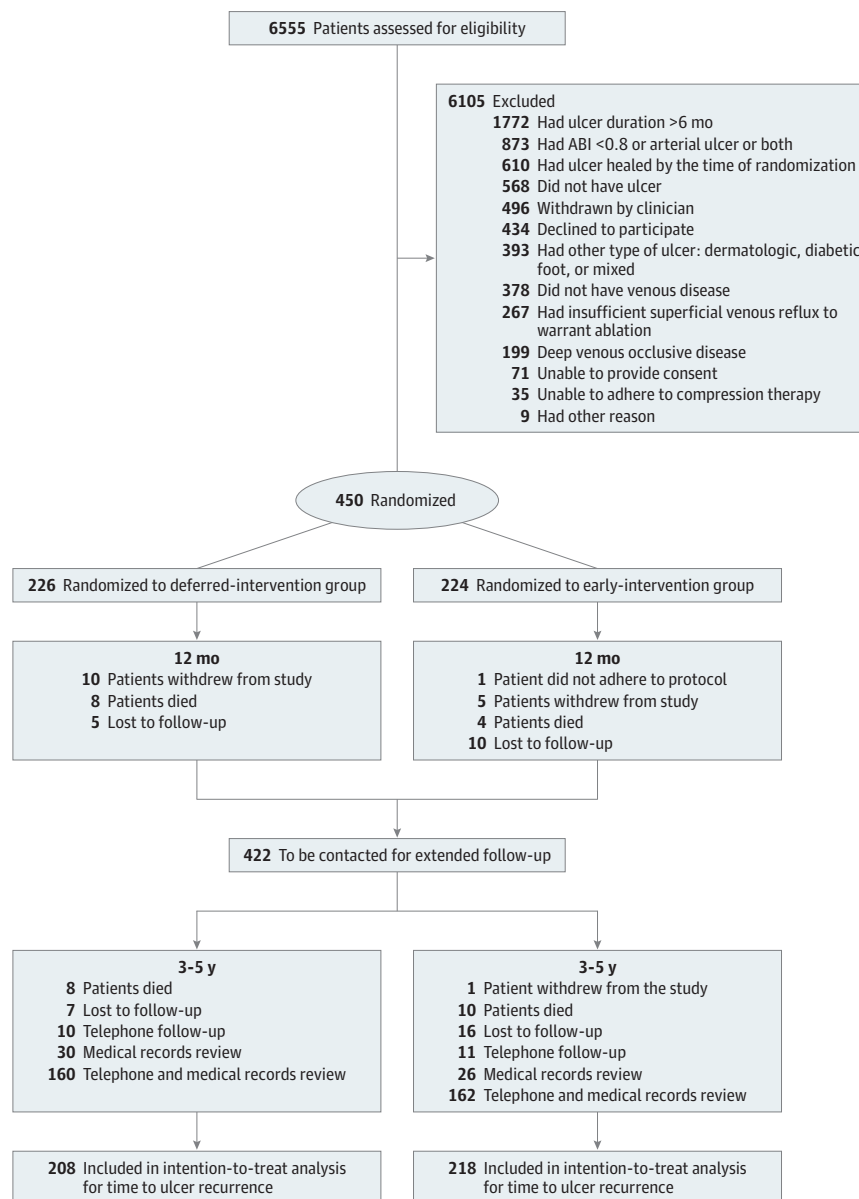 6555 Patients assessed for eligibility
6105 Excluded
1772 Had ulcer duration >6 mo
873 Had ABI <0.8 or arterial ulcer or both
610 Had ulcer healed by the time of randomization
568 Did not have ulcer
496 Withdrawn by clinician
434 Declined to participate
393 Had other type of ulcer: dermatologic, diabetic
foot, or mixed
378 Did not have venous disease
267 Had insufficient superficial venous reflux to
warrant ablation
199 Deep venous occlusive disease
71 Unable to provide consent
35 Unable to adhere to compression therapy
9 Had other reason
450 Randomized
226 Randomized to deferred-intervention group
224 Randomized to early-intervention group
12 mo
10 Patients withdrew from study
8 Patients died
5 Lost to follow-up
12 mo
1 Patient did not adhere to protocol
5 Patients withdrew from study
4 Patients died
10 Lost to follow-up
422 To be contacted for extended follow-up
3-5 y
8 Patients died
7 Lost to follow-up
10 Telephone follow-up
30 Medical records review
160 Telephone and medical records review
3-5 y
1 Patient withdrew from the study
10 Patients died
16 Lost to follow-up
11 Telephone follow-up
26 Medical records review
162 Telephone and medical records review
208 Included in intention-to-treat analysis
for time to ulcer recurrence
218 Included in intention-to-treat analysis
for time to ulcer recurrence